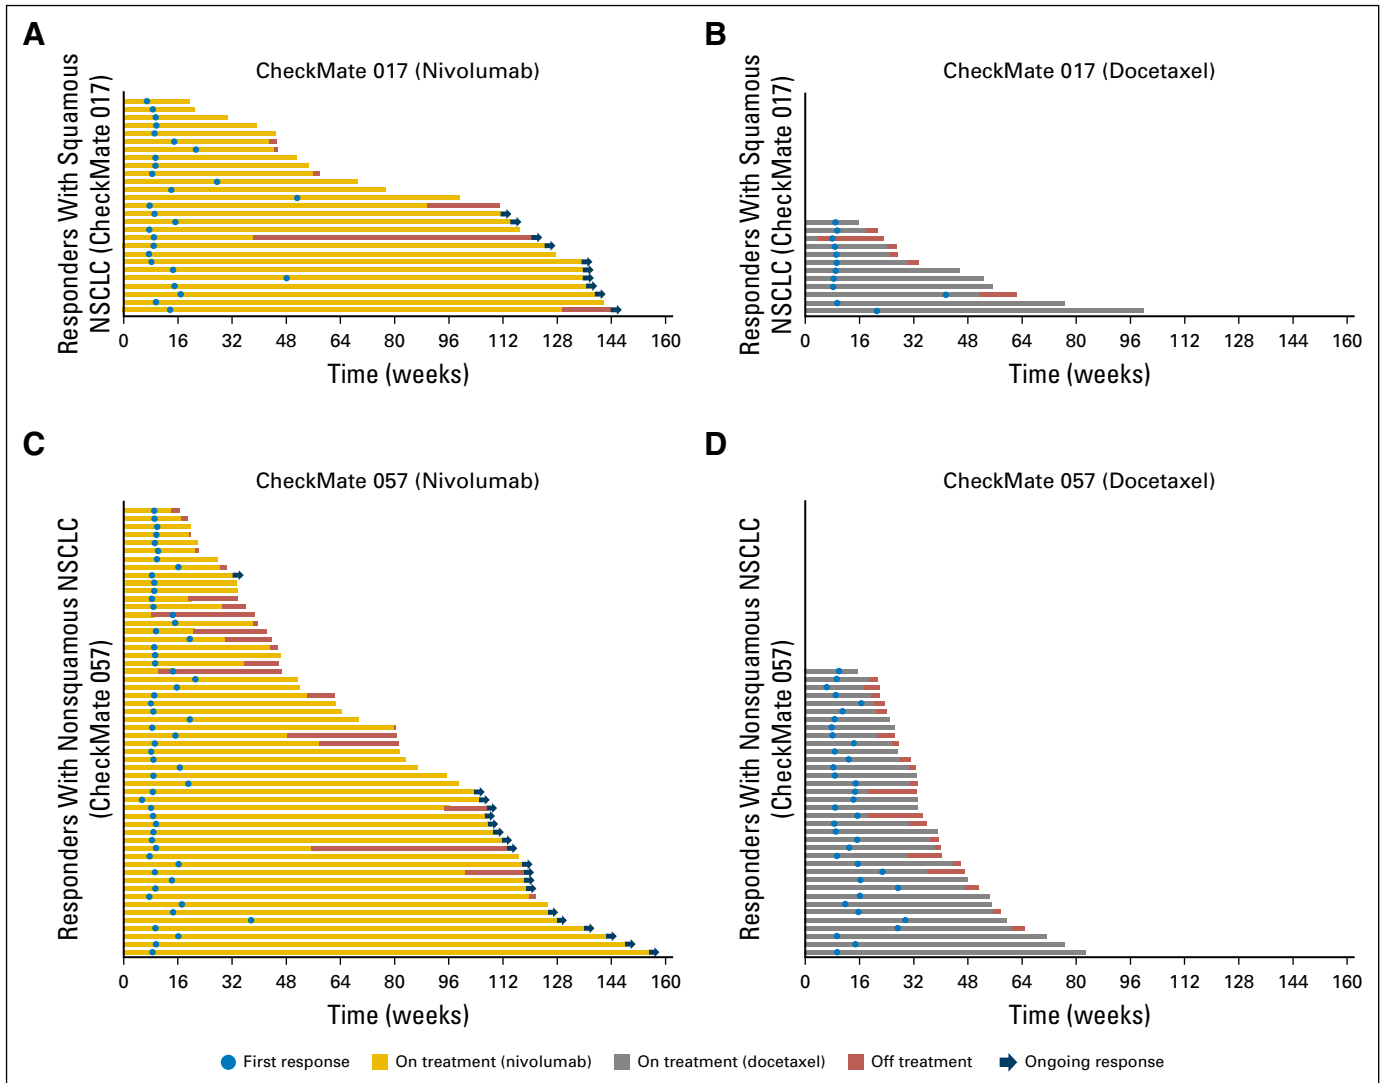 A
CheckMate 017 (Nivolumab)
Responders With Squamous
NSCLC (CheckMate 017)
0 16 32 48 64 80 96 112 128 144 160
Time (weeks)
B
CheckMate 017 (Docetaxel)
Responders With Squamous
NSCLC (CheckMate 017)
0 16 32 48 64 80 96 112 128 144 160
Time (weeks)
C
CheckMate 057 (Nivolumab)
Responders With Nonsquamous NSCLC
(CheckMate 057)
0 16 32 48 64 80 96 112 128 144 160
Time (weeks)
D
CheckMate 057 (Docetaxel)
Responders With Nonsquamous NSCLC
(CheckMate 057)
0 16 32 48 64 80 96 112 128 144 160
Time (weeks)
First response On treatment (nivolumab) On treatment (docetaxel) Off treatment Ongoing response